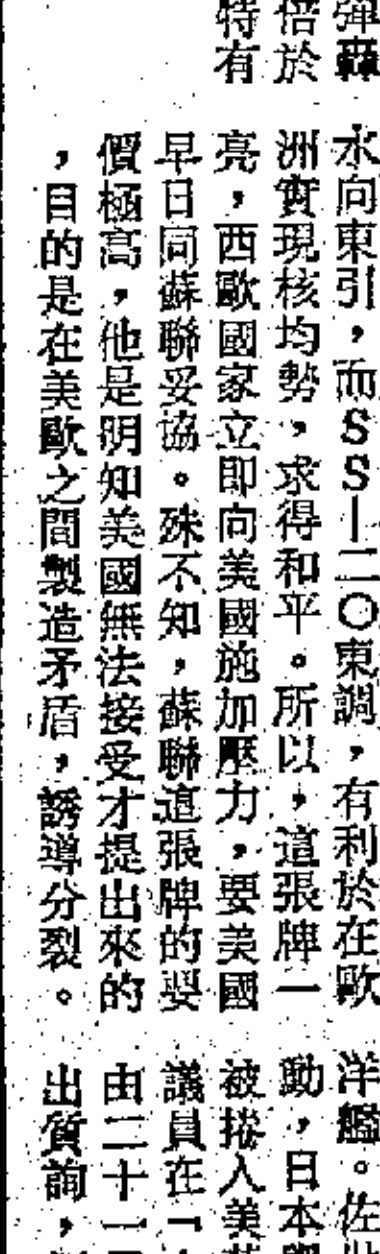 彈轟
倍於
特有
水向東引，而ＳＳ—二〇東調，有利於在歐
洲實現核均勢，求得和平。所以，這張牌一
亮，西歐國家立即向美國施加壓力，要美國
早日同蘇聯妥協。殊不知，蘇聯這張牌的要
價極高，他是明知美國無法接受才提出來的
，目的是在美歐之間製造矛盾，誘導分裂。
洋艦。佐
動，日本
被捲入美
議員在「
由二十一
出質詢，